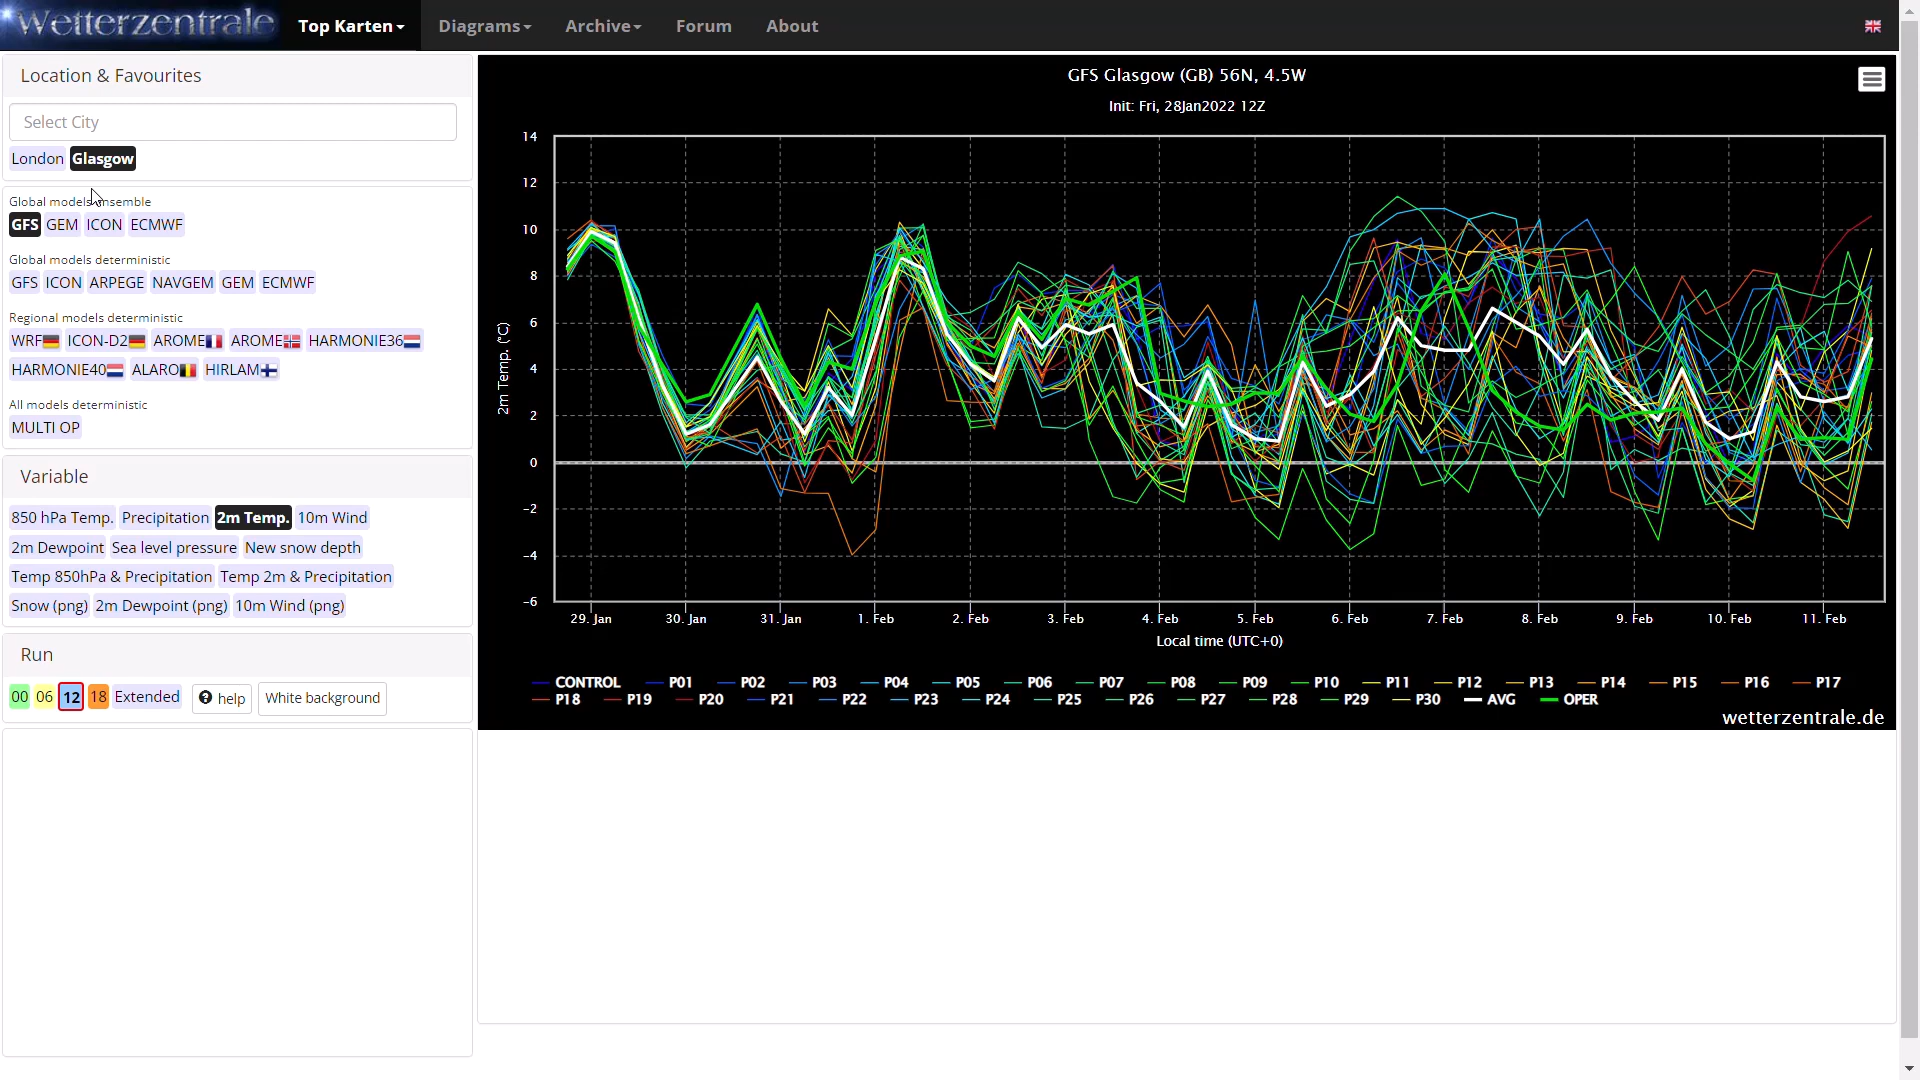 Wetterzentrale Top Karten Diagrams Archive Forum About
Location & Favourites
Select City
London Glasgow
Global models ensemble
GFS GEM ICON ECMWF
Global models deterministic
GFS ICON ARPEGE NAVGEM GEM ECMWF
Regional models deterministic
WRF ICON-D2 AROME AROME HARMONIE36
HARMONIE40 ALARO HIRLAM
All models deterministic
MULTI OP
Variable
850 hPa Temp. Precipitation 2m Temp. 10m Wind
2m Dewpoint Sea level pressure New snow depth
Temp 850hPa & Precipitation Temp 2m & Precipitation
Snow (png) 2m Dewpoint (png) 10m Wind (png)
Run
00 06 12 18 Extended ? help White background
GFS Glasgow (GB) 56N, 4.5W
Init: Fri, 28Jan2022 12Z
14
12
10
8
6
4
2
0
-2
-4
-6
2m Temp. (°C)
29. Jan 30. Jan 31. Jan 1. Feb 2. Feb 3. Feb 4. Feb 5. Feb 6. Feb 7. Feb 8. Feb 9. Feb 10. Feb 11. Feb
Local time (UTC+0)
CONTROL P01 P02 P03 P04 P05 P06 P07 P08 P09 P10 P11 P12 P13 P14 P15 P16 P17
P18 P19 P20 P21 P22 P23 P24 P25 P26 P27 P28 P29 P30 AVG OPER
wetterzentrale.de